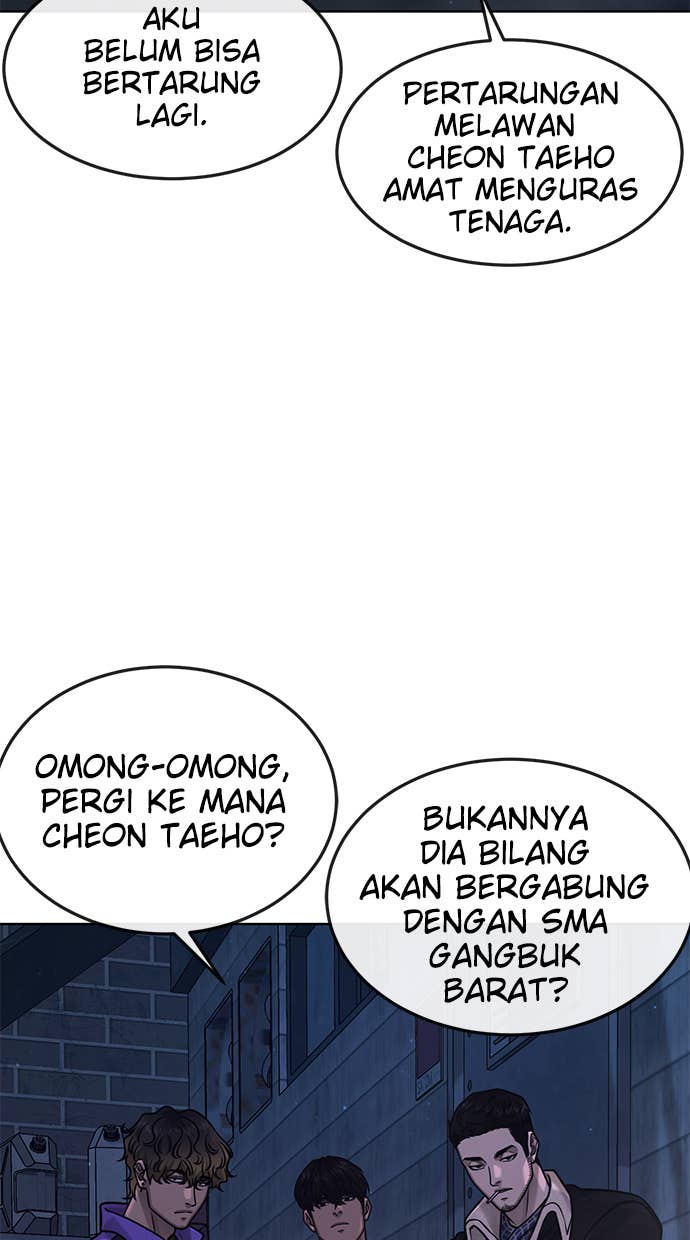 AKU
BELUM BISA
BERTARUNG
LAGI.
PERTARUNGAN
MELAWAN
CHEON TAEHO
AMAT MENGURAS
TENAGA.
OMONG-OMONG,
PERGI KE MANA
CHEON TAEHO?
BUKANNYA
DIA BILANG
AKAN BERGABUNG
DENGAN SMA
GANGBUK
BARAT?